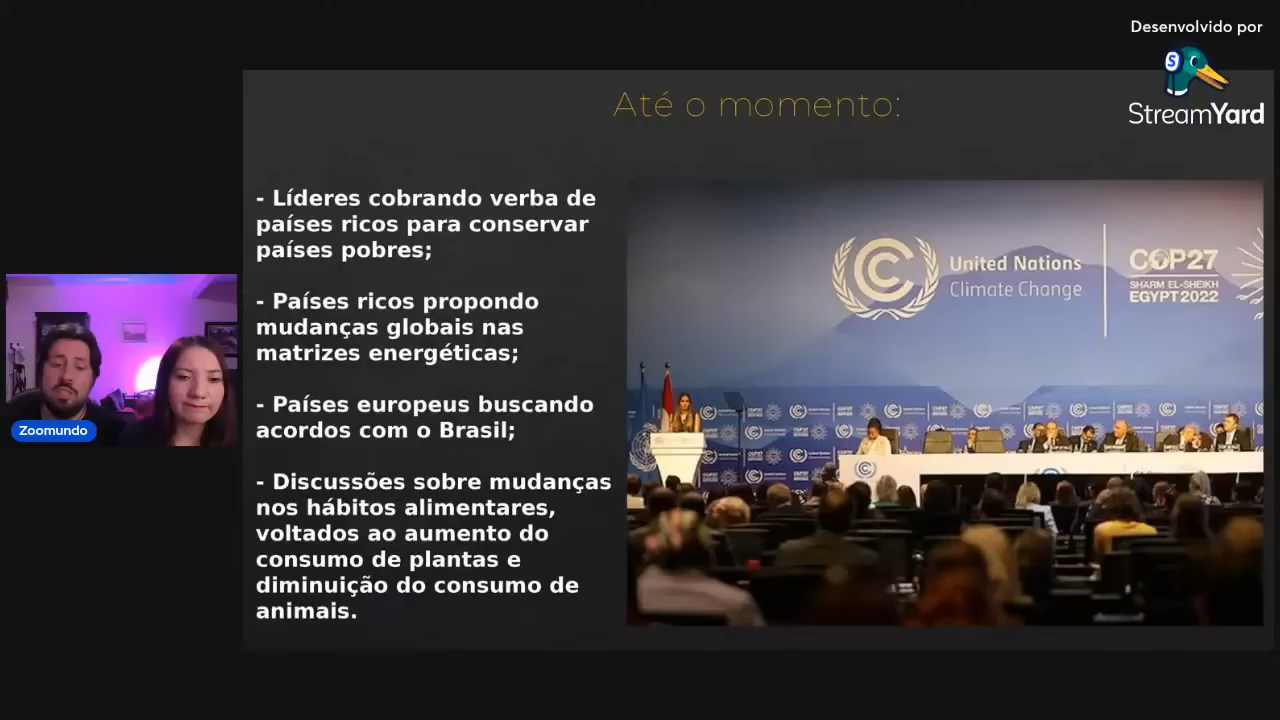 Desenvolvido por
StreamYard
Até o momento:
- Líderes cobrando verba de
países ricos para conservar
países pobres;
- Países ricos propondo
mudanças globais nas
matrizes energéticas;
- Países europeus buscando
acordos com o Brasil;
- Discussões sobre mudanças
nos hábitos alimentares,
voltados ao aumento do
consumo de plantas e
diminuição do consumo de
animais.
United Nations
Climate Change
COP27
SHARM EL-SHEIKH
EGYPT 2022
Zoomundo